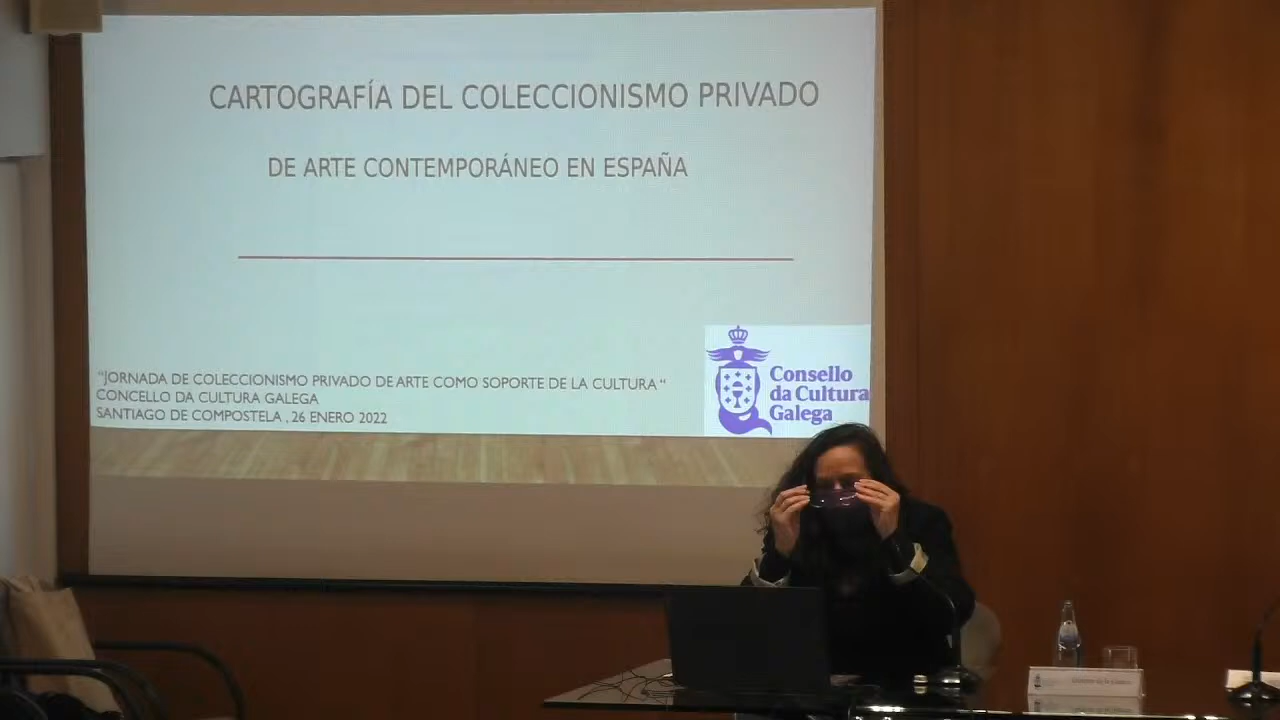 CARTOGRAFÍA DEL COLECCIONISMO PRIVADO
DE ARTE CONTEMPORÁNEO EN ESPAÑA
"JORNADA DE COLECCIONISMO PRIVADO DE ARTE COMO SOPORTE DE LA CULTURA "
CONCELLO DA CULTURA GALEGA
SANTIAGO DE COMPOSTELA , 26 ENERO 2022
Consello
da Cultura
Galega